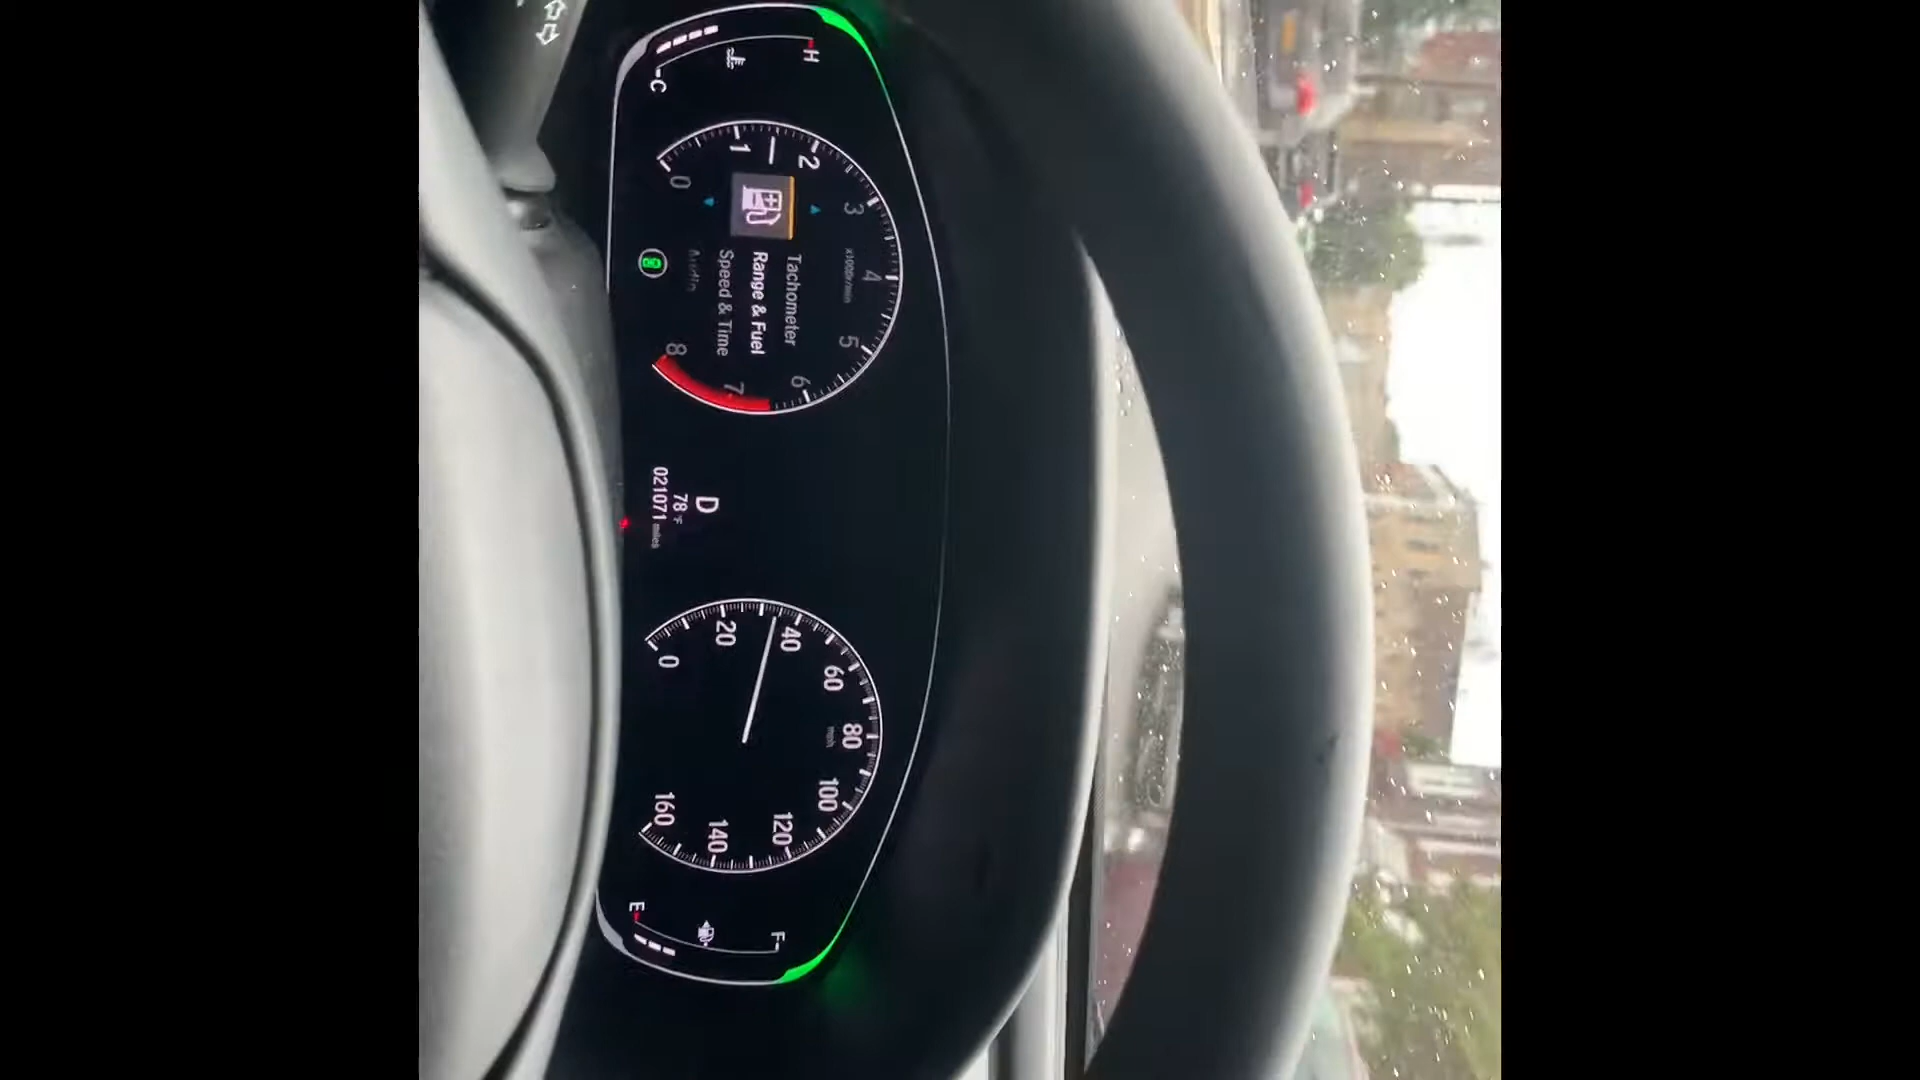 C
H
0
1
2
3
4
5
6
7
8
x1000r/min
Tachometer
Range & Fuel
Speed & Time
Audio
D
78°F
021071 miles
0
20
40
60
80
100
120
140
160
mph
E
F